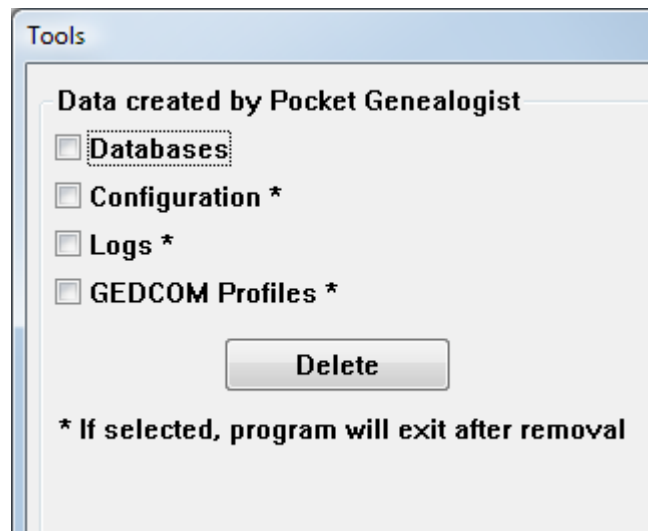 Tools
Data created by Pocket Genealogist
Databases
Configuration *
Logs *
GEDCOM Profiles *
Delete
* If selected, program will exit after removal